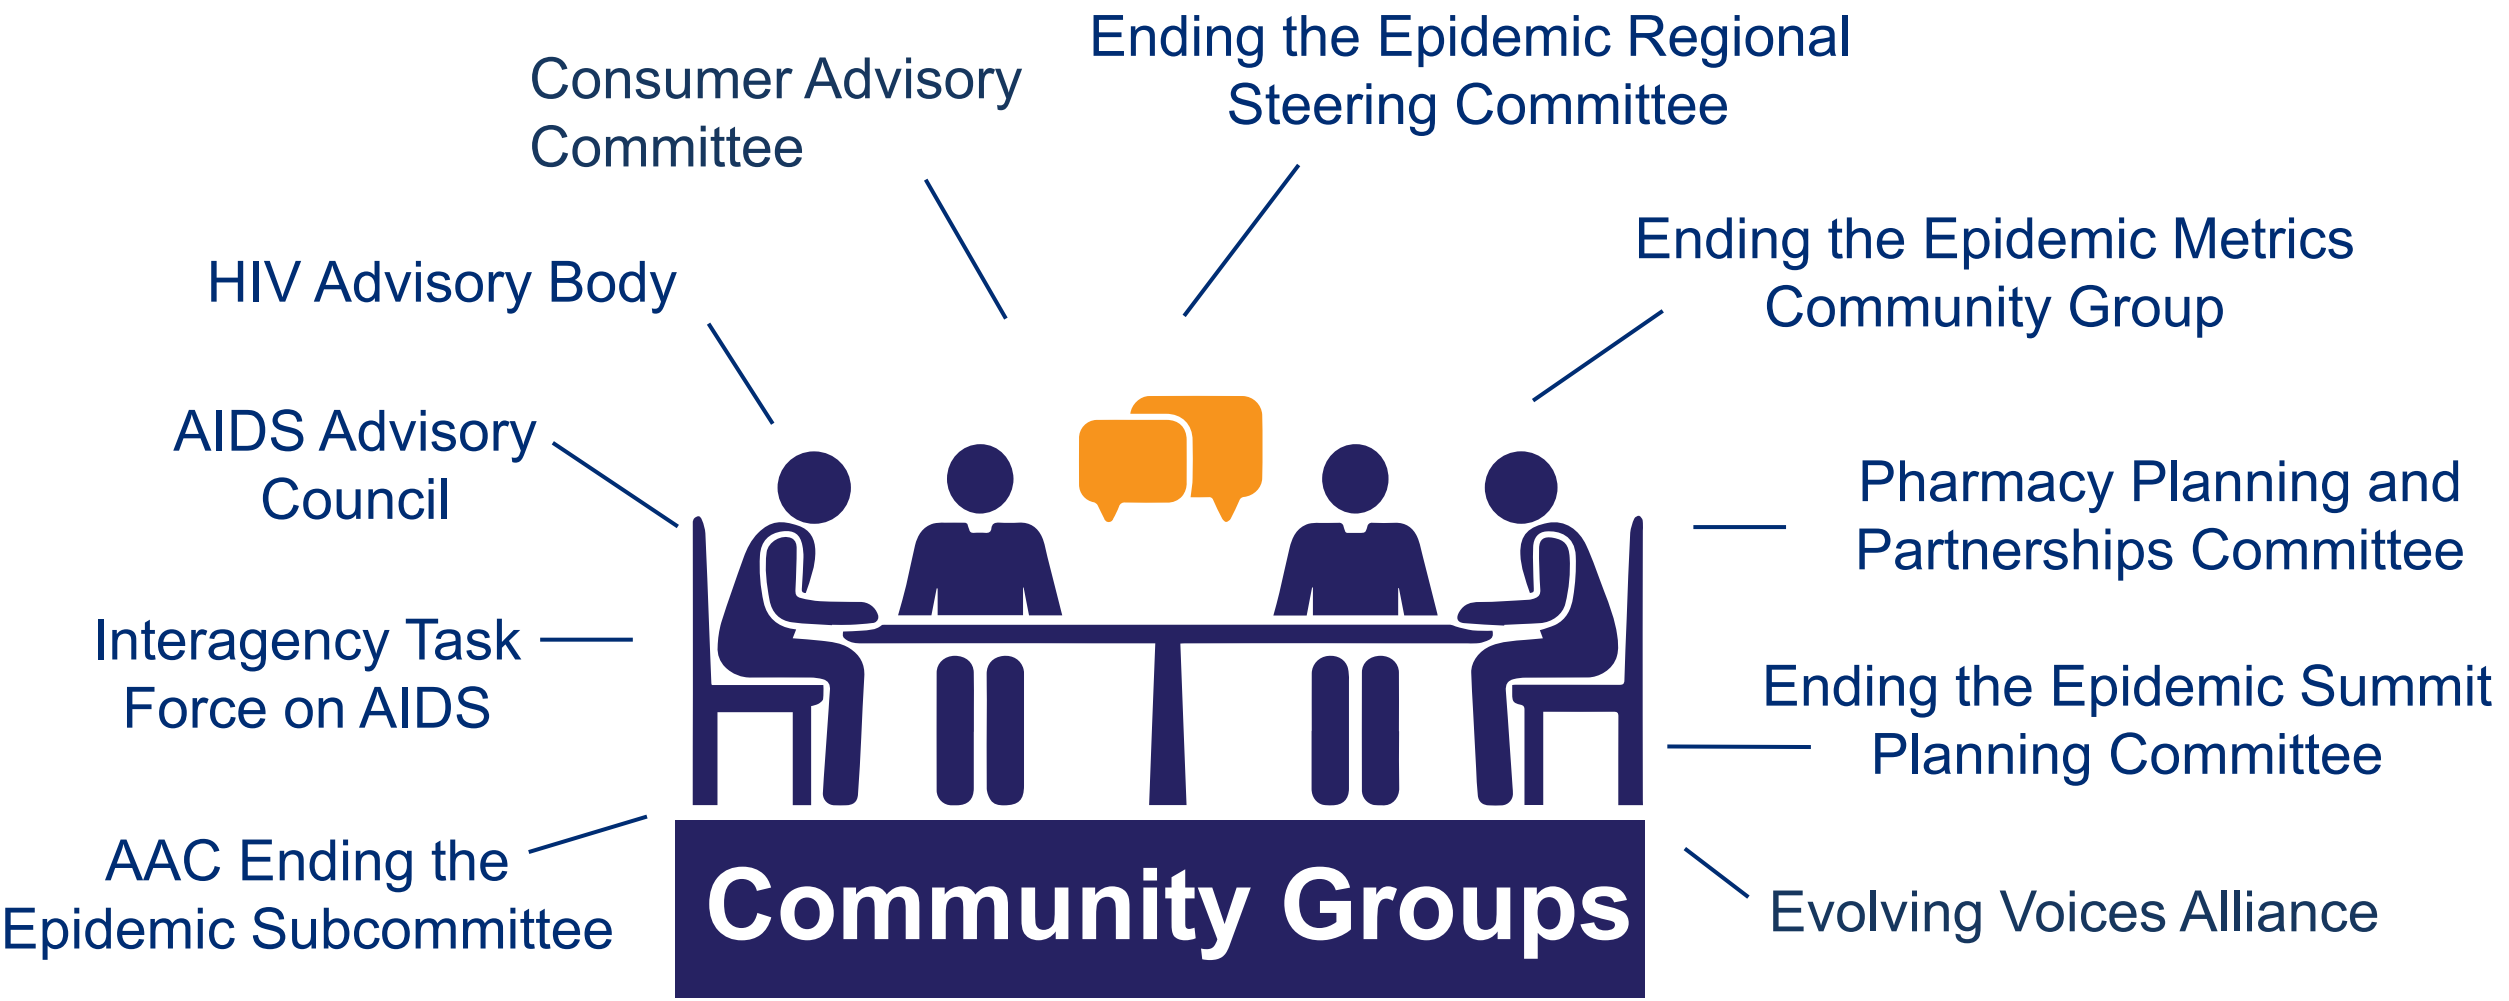 Consumer Advisory
Committee
Ending the Epidemic Regional
Steering Committee
HIV Advisory Body
Ending the Epidemic Metrics
Community Group
AIDS Advisory
Council
Pharmacy Planning and
Partnerships Committee
Interagency Task
Force on AIDS
Ending the Epidemic Summit
Planning Committee
AAC Ending the
Epidemic Subcommittee
Evolving Voices Alliance
Community Groups